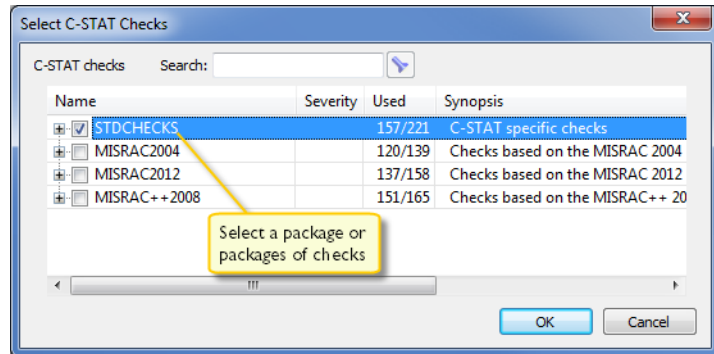 Select C-STAT Checks
C-STAT checks Search:
Name Severity Used Synopsis
STDCHECKS 157/221 C-STAT specific checks
MISRAC2004 120/139 Checks based on the MISRAC 2004
MISRAC2012 137/158 Checks based on the MISRAC 2012
MISRAC++2008 151/165 Checks based on the MISRAC++ 20
Select a package or
packages of checks
OK Cancel